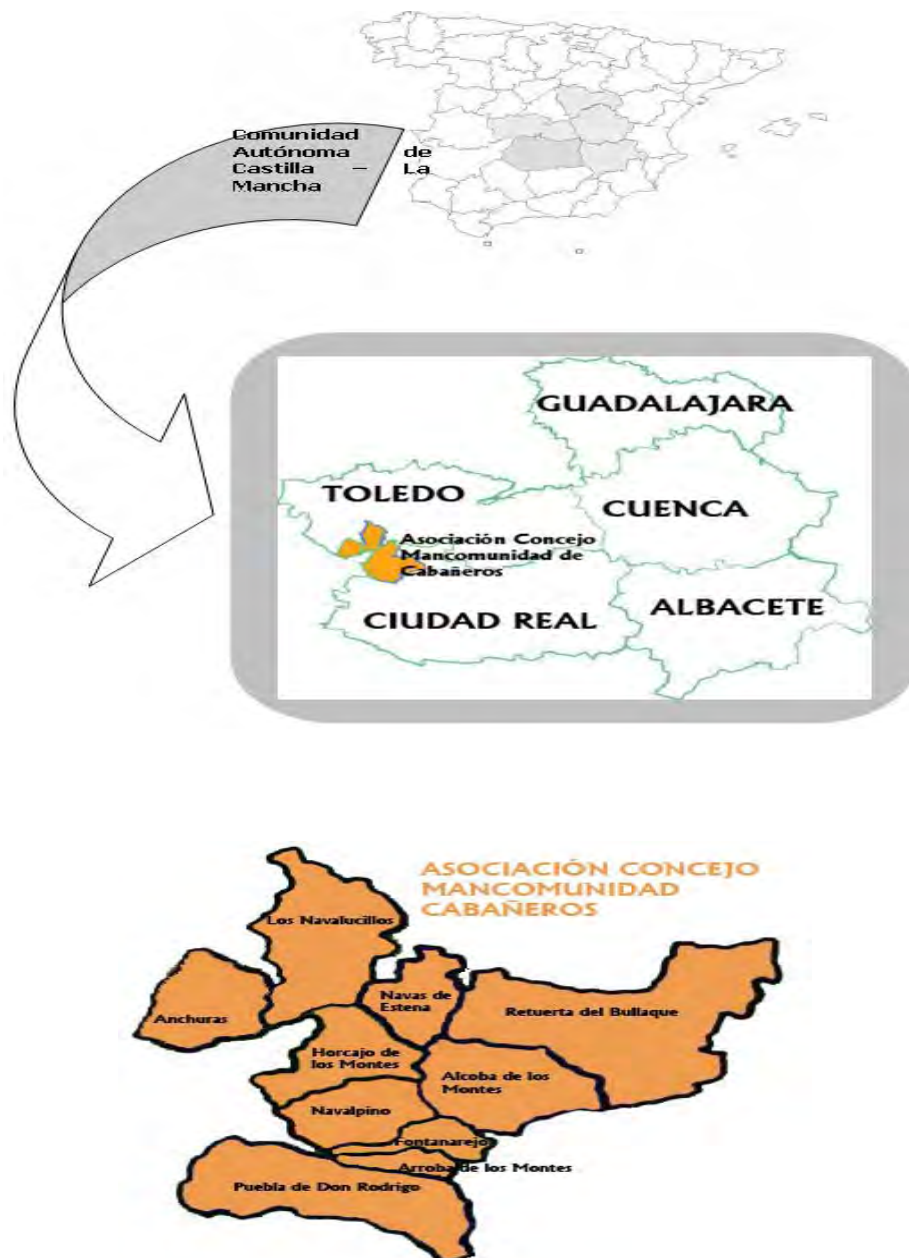 Comunidad
Autónoma de
Castilla – La
Mancha
GUADALAJARA
TOLEDO
CUENCA
Asociación Concejo
Mancomunidad de
Cabañeros
CIUDAD REAL
ALBACETE
ASOCIACIÓN CONCEJO
MANCOMUNIDAD
CABAÑEROS
Los Navalucillos
Navas de
Estena
Retuerta del Bullaque
Anchuras
Horcajo de
los Montes
Alcoba de los
Montes
Navalpino
Fontanarejo
Arroba de los Montes
Puebla de Don Rodrigo